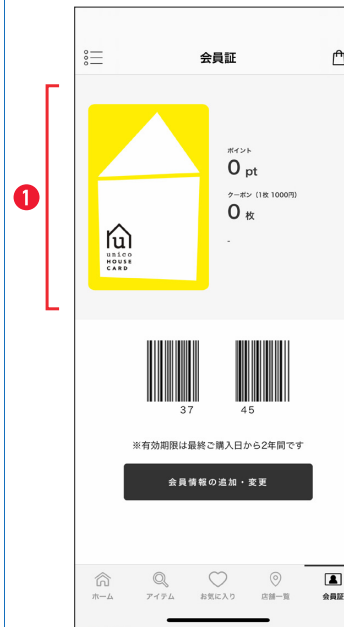 会員証
1
ポイント
0 pt
クーポン（1枚 1000円）
0 枚
-
unico
HOUSE
CARD
37
45
※有効期限は最終ご購入日から2年間です
会員情報の追加・変更
ホーム
アイテム
お気に入り
店舗一覧
会員証